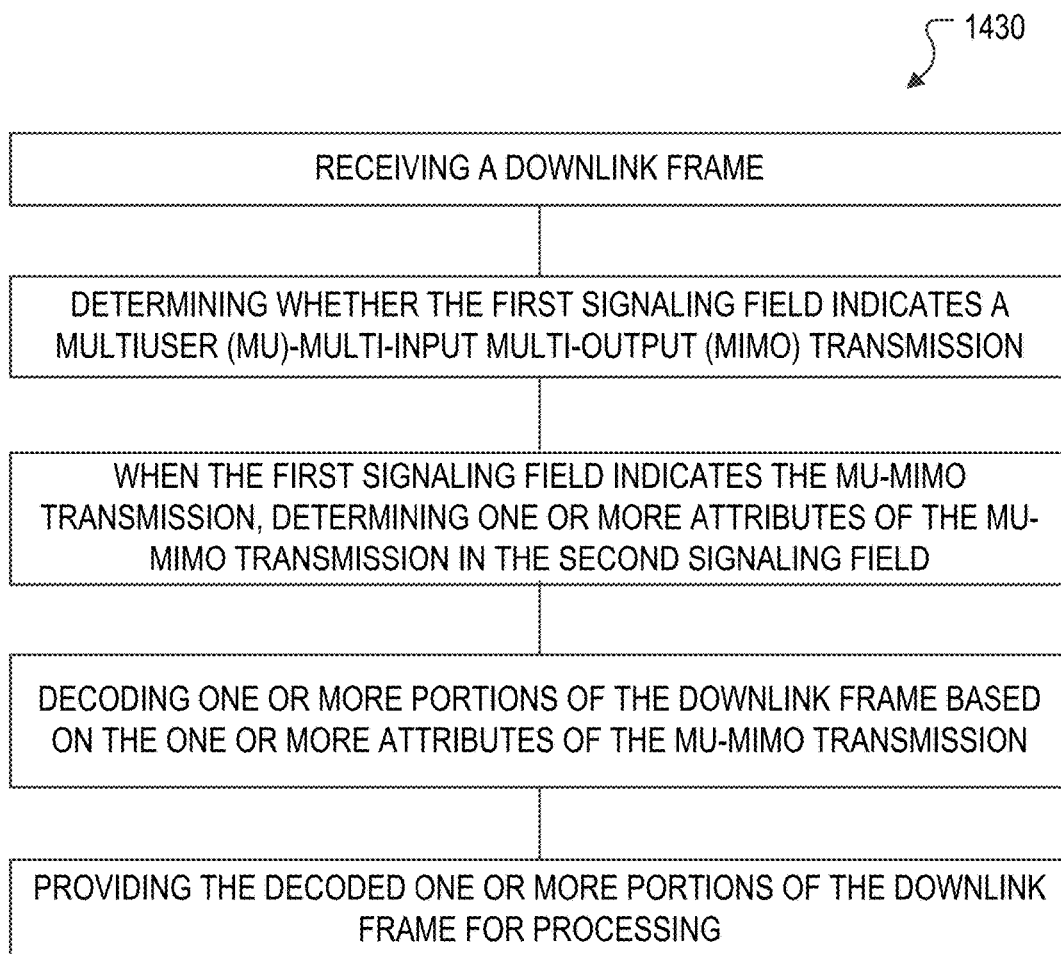 1430
RECEIVING A DOWNLINK FRAME
DETERMINING WHETHER THE FIRST SIGNALING FIELD INDICATES A
MULTIUSER (MU)-MULTI-INPUT MULTI-OUTPUT (MIMO) TRANSMISSION
WHEN THE FIRST SIGNALING FIELD INDICATES THE MU-MIMO
TRANSMISSION, DETERMINING ONE OR MORE ATTRIBUTES OF THE MU-
MIMO TRANSMISSION IN THE SECOND SIGNALING FIELD
DECODING ONE OR MORE PORTIONS OF THE DOWNLINK FRAME BASED
ON THE ONE OR MORE ATTRIBUTES OF THE MU-MIMO TRANSMISSION
PROVIDING THE DECODED ONE OR MORE PORTIONS OF THE DOWNLINK
FRAME FOR PROCESSING